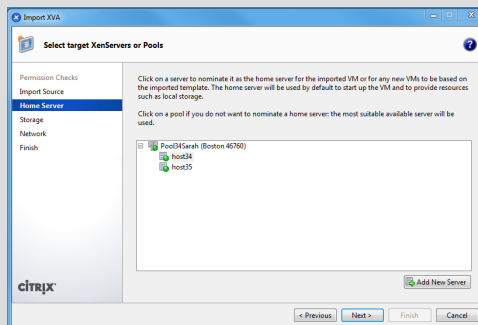 Import XVA
Select target XenServers or Pools
Permission Checks
Import Source
Home Server
Storage
Network
Finish
Click on a server to nominate it as the home server for the imported VM or for any new VMs to be based on
the imported template. The home server will be used by default to start up the VM and to provide resources
such as local storage.
Click on a pool if you do not want to nominate a home server: the most suitable available server will be
used.
Pool34Sarah (Boston 46760)
host34
host35
Add New Server
CITRIX
< Previous
Next >
Finish
Cancel